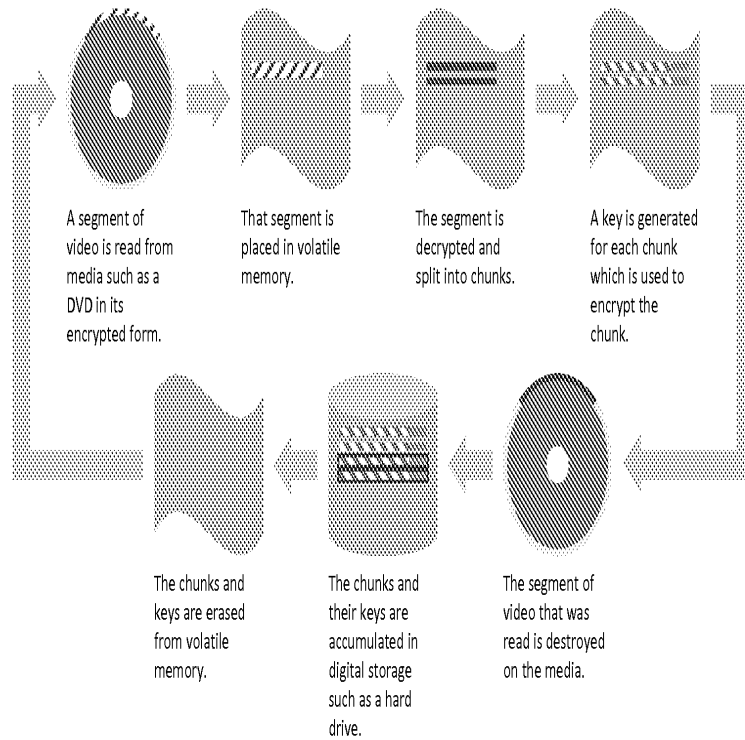 A segment of
video is read from
media such as a
DVD in its
encrypted form.
That segment is
placed in volatile
memory.
The segment is
decrypted and
split into chunks.
A key is generated
for each chunk
which is used to
encrypt the
chunk.
The chunks and
keys are erased
from volatile
memory.
The chunks and
their keys are
accumulated in
digital storage
such as a hard
drive.
The segment of
video that was
read is destroyed
on the media.